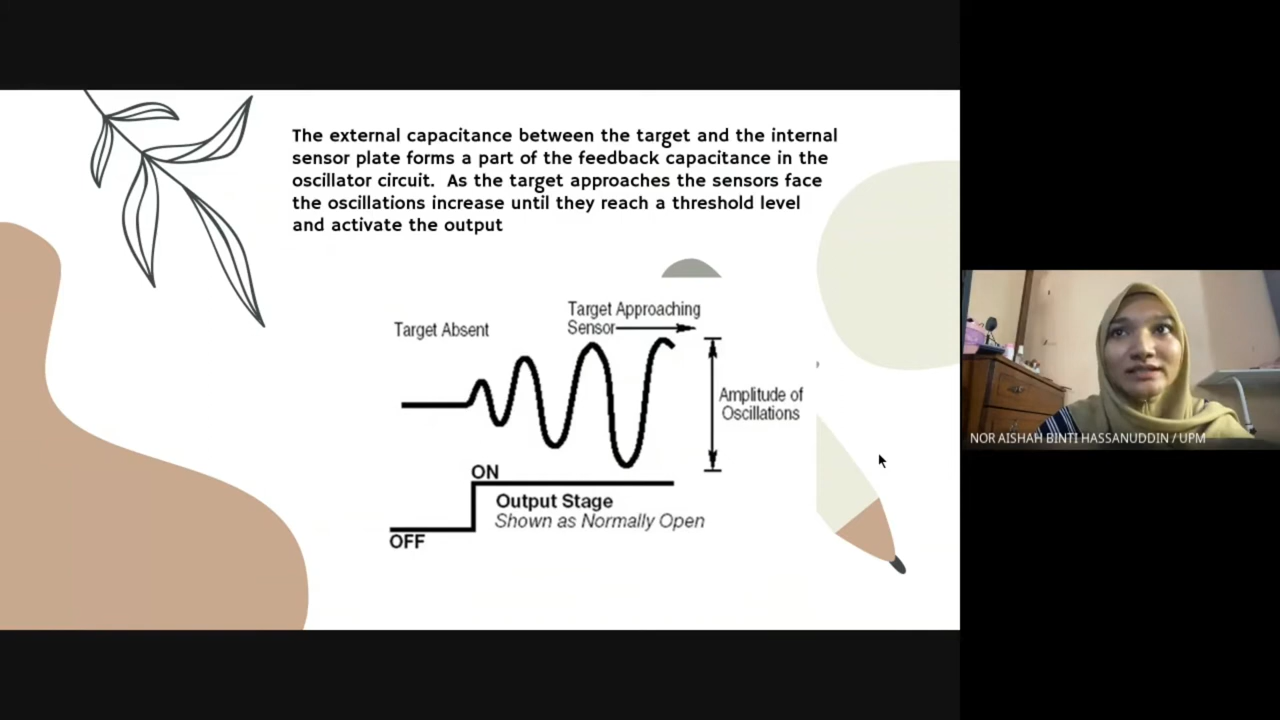 The external capacitance between the target and the internal
sensor plate forms a part of the feedback capacitance in the
oscillator circuit.  As the target approaches the sensors face
the oscillations increase until they reach a threshold level
and activate the output
Target Approaching
Sensor
Target Absent
Amplitude of
Oscillations
ON
Output Stage
Shown as Normally Open
OFF
NOR AISHAH BINTI HASSANUDDIN / UPM